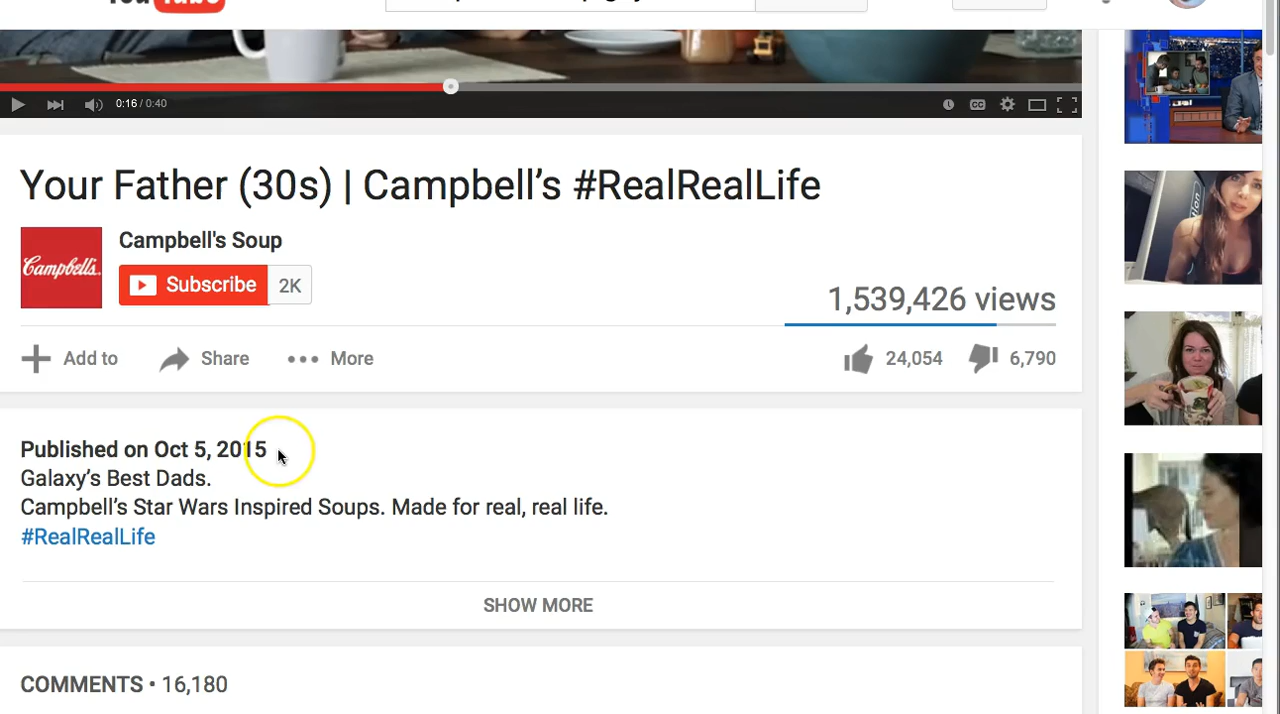 YouTube
0:16 / 0:40
CC
Your Father (30s) | Campbell’s #RealRealLife
Campbell's Soup
Campbell's
Subscribe 2K
1,539,426 views
Add to Share More 24,054 6,790
Published on Oct 5, 2015
Galaxy’s Best Dads.
Campbell’s Star Wars Inspired Soups. Made for real, real life.
#RealRealLife
SHOW MORE
COMMENTS • 16,180